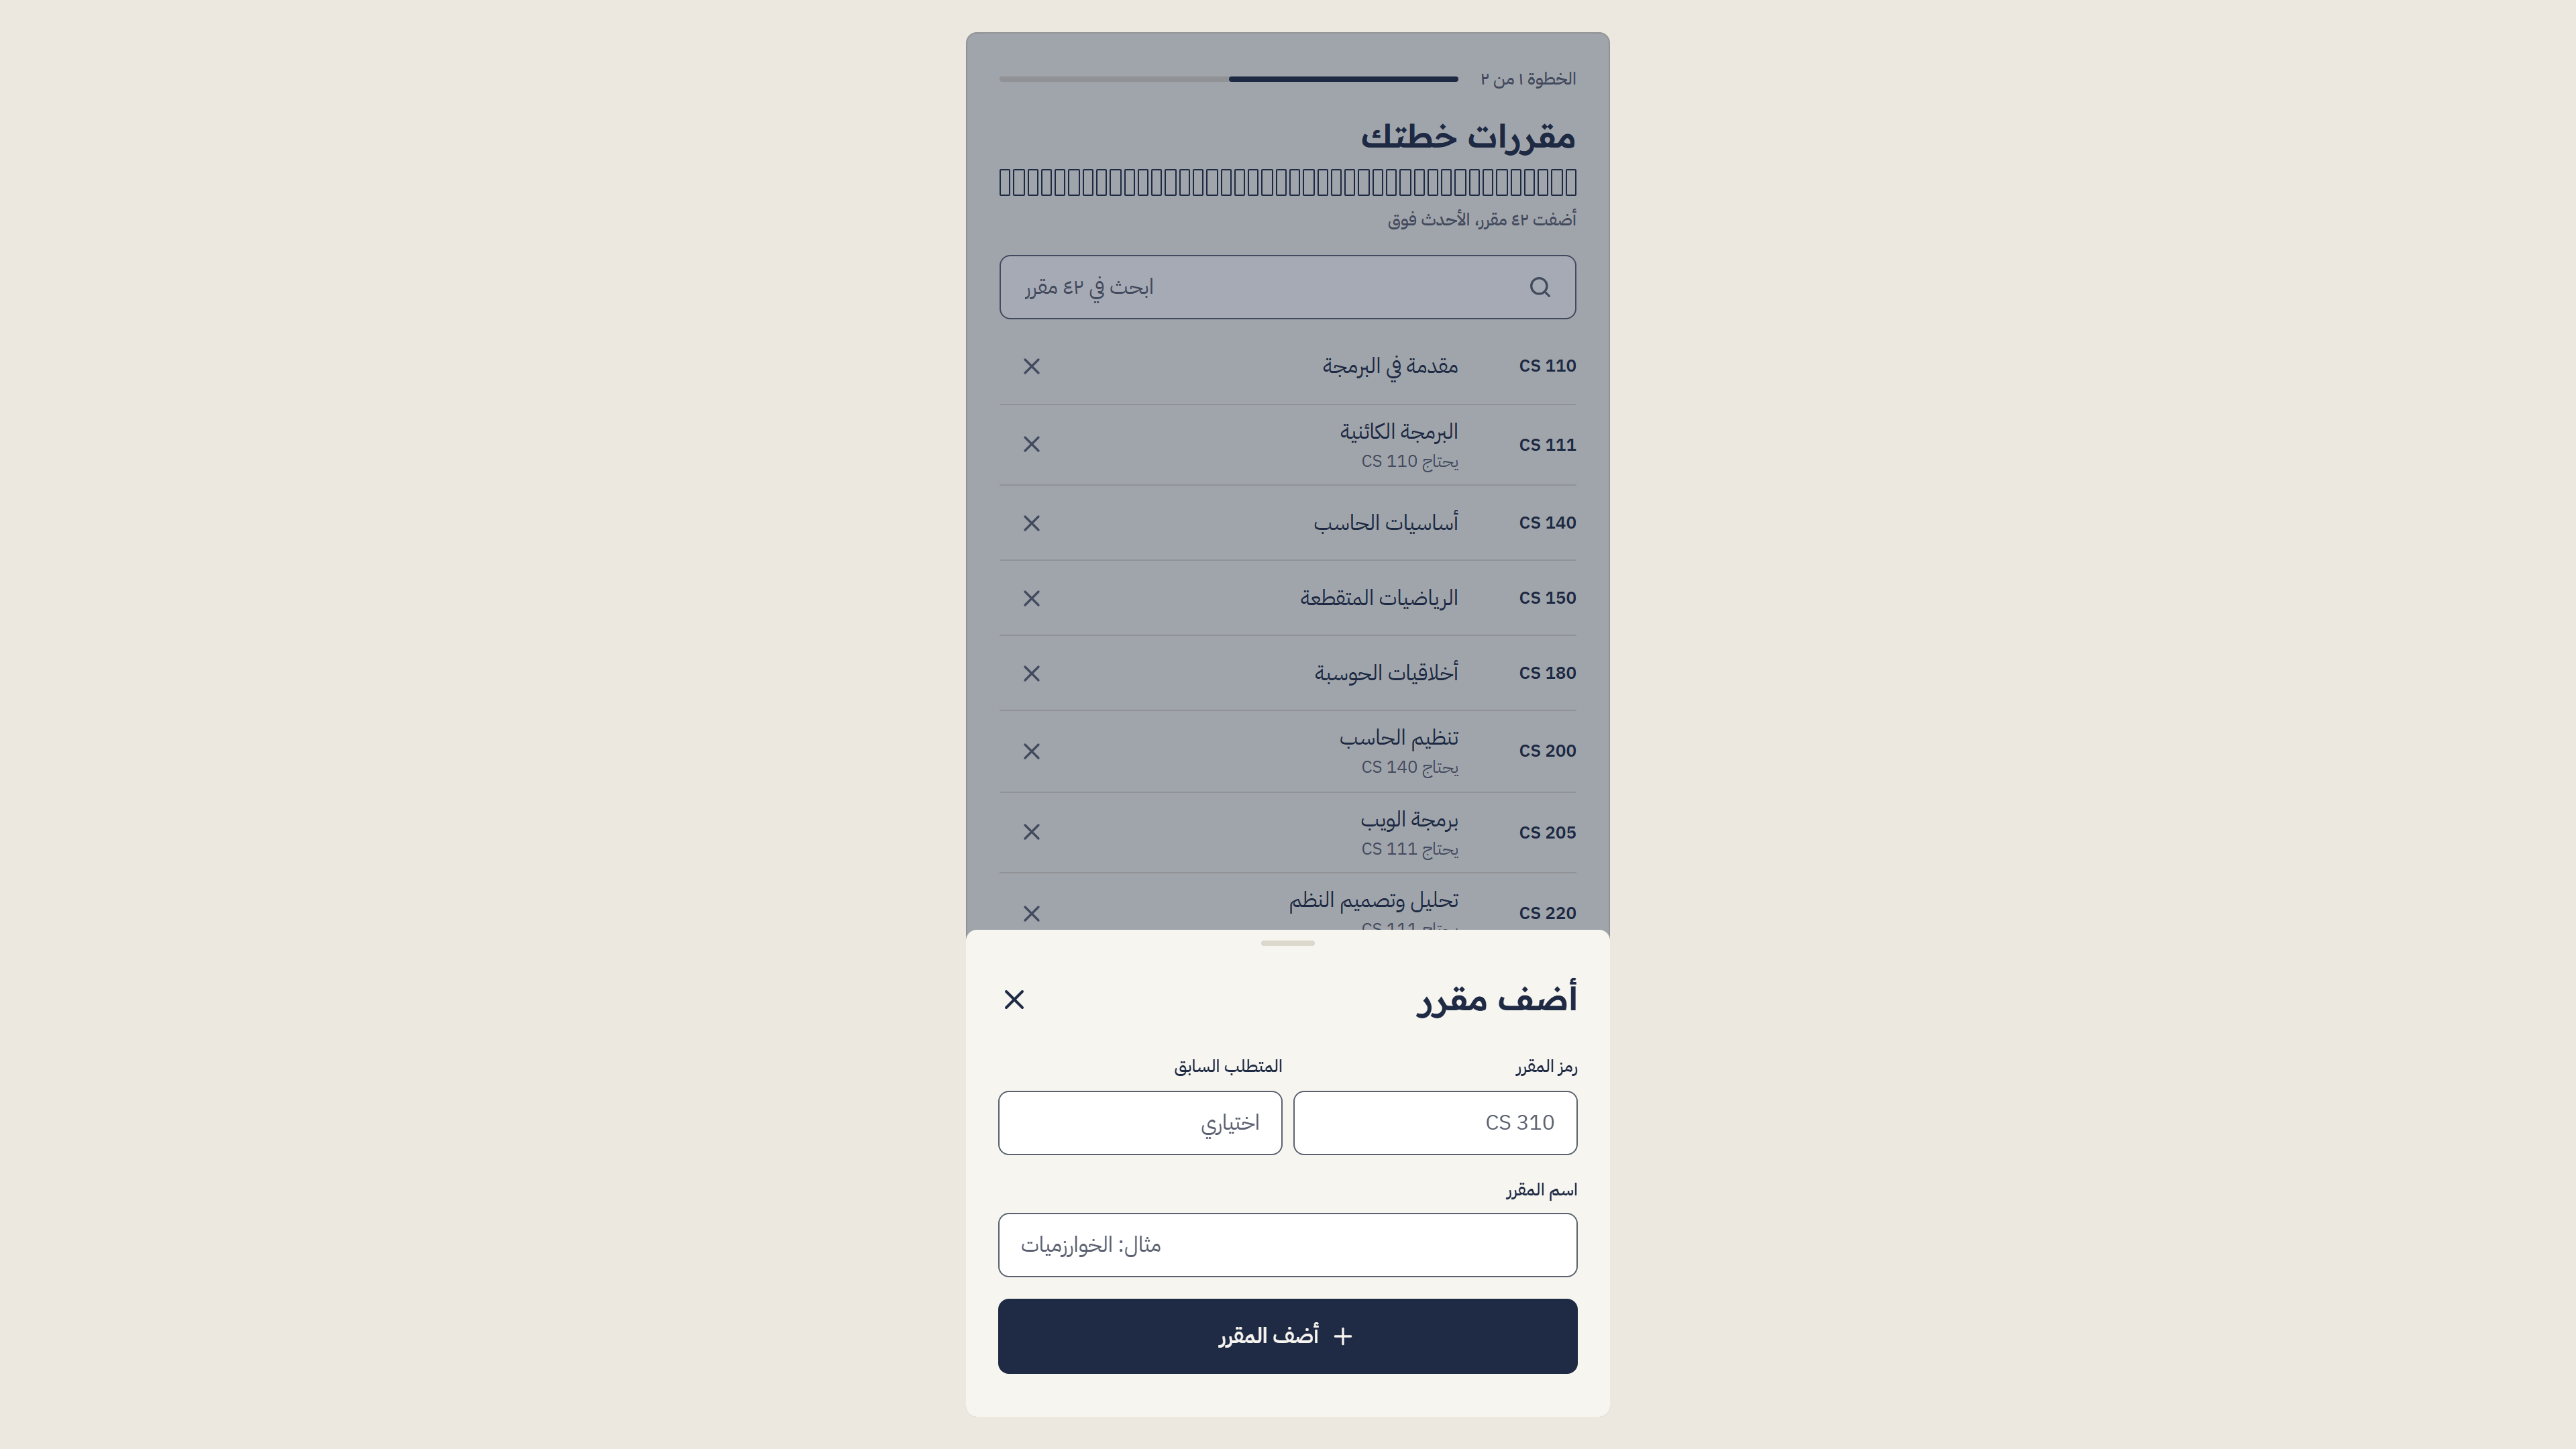 الخطوة ١ من ٢
مقررات خطتك
أضفت ٤٢ مقرر، الأحدث فوق
ابحث في ٤٢ مقرر
CS 110 مقدمة في البرمجة
CS 111 البرمجة الكائنية
يحتاج CS 110
CS 140 أساسيات الحاسب
CS 150 الرياضيات المتقطعة
CS 180 أخلاقيات الحوسبة
CS 200 تنظيم الحاسب
يحتاج CS 140
CS 205 برمجة الويب
يحتاج CS 111
CS 220 تحليل وتصميم النظم
يحتاج CS 111
أضف مقرر
رمز المقرر
المتطلب السابق
CS 310
اختياري
اسم المقرر
مثال: الخوارزميات
أضف المقرر